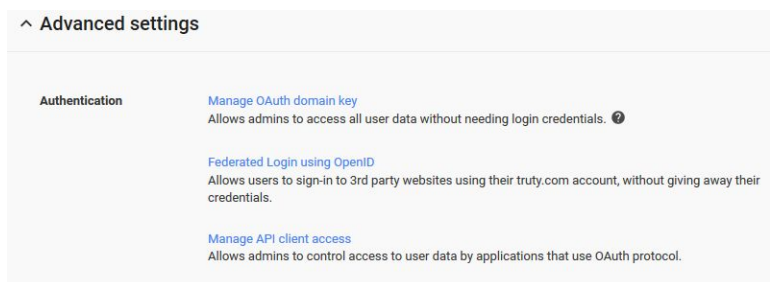 Advanced settings
Authentication
Manage OAuth domain key
Allows admins to access all user data without needing login credentials. ?
Federated Login using OpenID
Allows users to sign-in to 3rd party websites using their truty.com account, without giving away their
credentials.
Manage API client access
Allows admins to control access to user data by applications that use OAuth protocol.